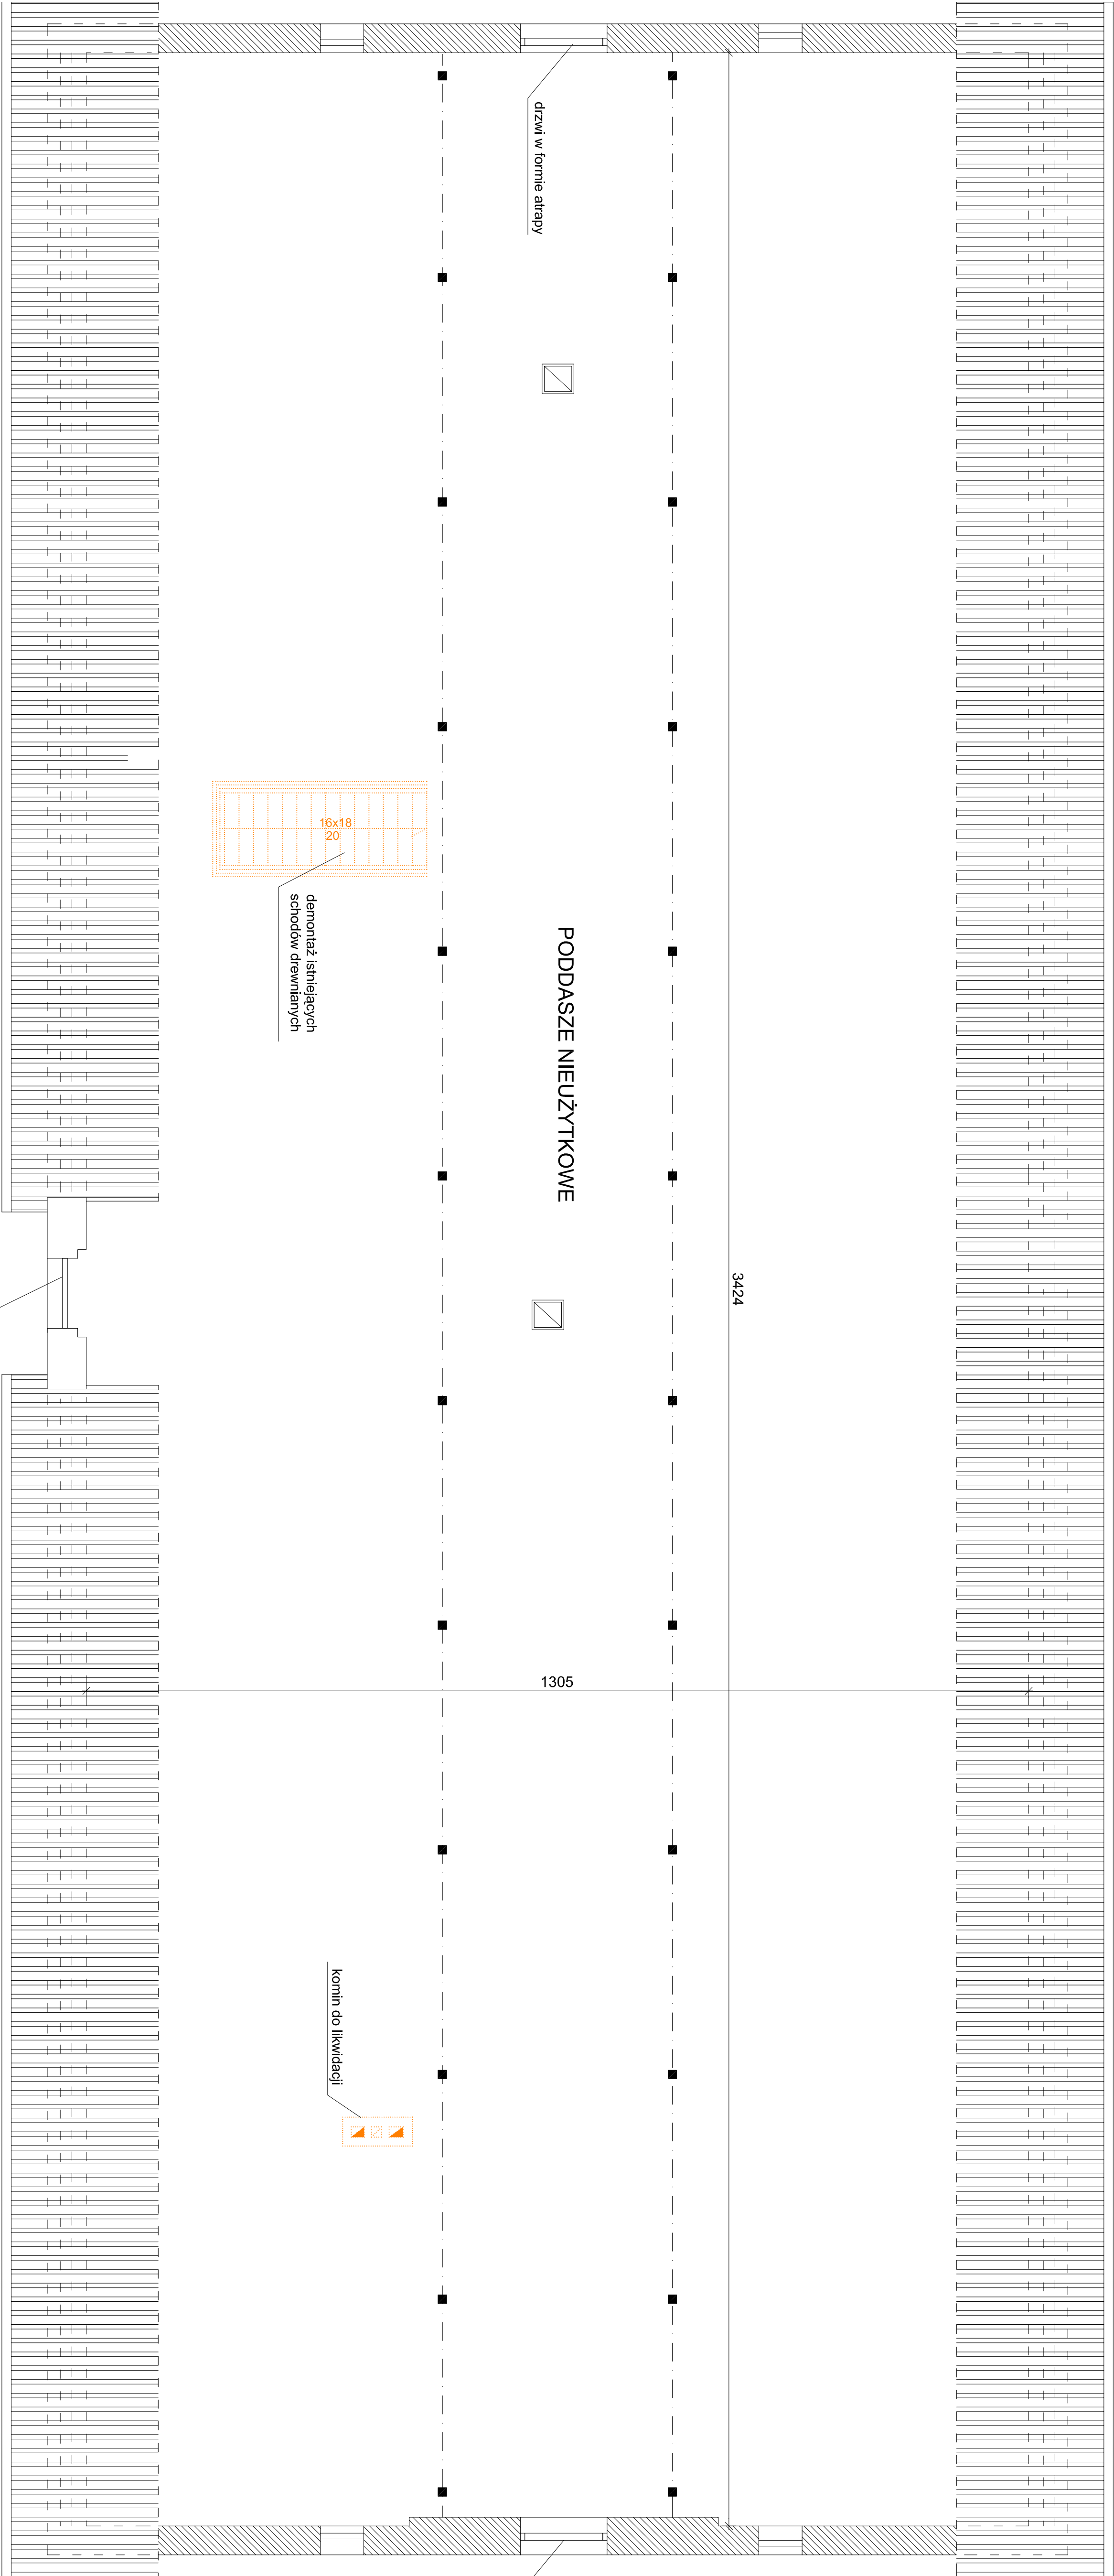 drzwi w formie atrapy
16x18
20
demontaż istniejących
schodów drewnianych
PODDASZE NIEUŻYTKOWE
3424
1305
komin do likwidacji